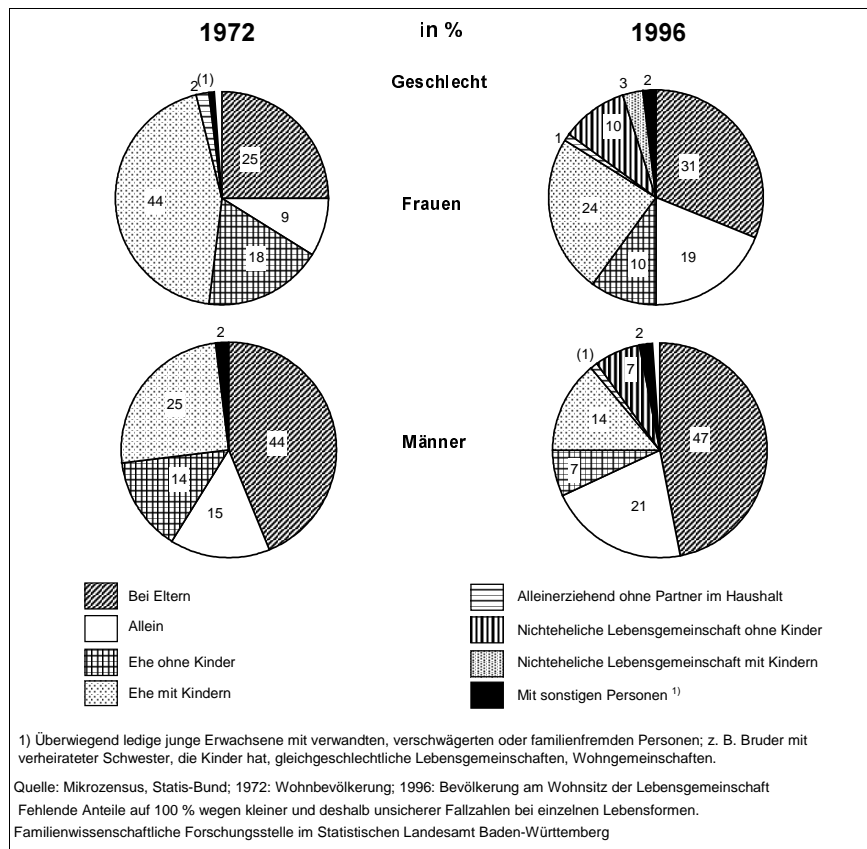 1972 in % 1996
Geschlecht
2 (1)
25
44
9
18
Frauen
3 2
10
1
31
24
19
10
2
25
44
14
15
Männer
2
(1)
7
14
47
7
21
Bei Eltern
Allein
Ehe ohne Kinder
Ehe mit Kindern
Alleinerziehend ohne Partner im Haushalt
Nichteheliche Lebensgemeinschaft ohne Kinder
Nichteheliche Lebensgemeinschaft mit Kindern
Mit sonstigen Personen 1)
1) Überwiegend ledige junge Erwachsene mit verwandten, verschwägerten oder familienfremden Personen; z. B. Bruder mit
verheirateter Schwester, die Kinder hat, gleichgeschlechtliche Lebensgemeinschaften, Wohngemeinschaften.
Quelle: Mikrozensus, Statis-Bund; 1972: Wohnbevölkerung; 1996: Bevölkerung am Wohnsitz der Lebensgemeinschaft
Fehlende Anteile auf 100 % wegen kleiner und deshalb unsicherer Fallzahlen bei einzelnen Lebensformen.
Familienwissenschaftliche Forschungsstelle im Statistischen Landesamt Baden-Württemberg